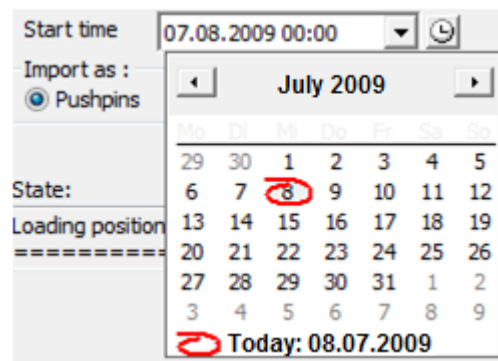 Start time 07.08.2009 00:00
Import as :
Pushpins
July 2009
Mo Di Mi Do Fr Sa So
29 30 1 2 3 4 5
State: 6 7 8 9 10 11 12
Loading position 13 14 15 16 17 18 19
========== 20 21 22 23 24 25 26
27 28 29 30 31 1 2
3 4 5 6 7 8 9
Today: 08.07.2009